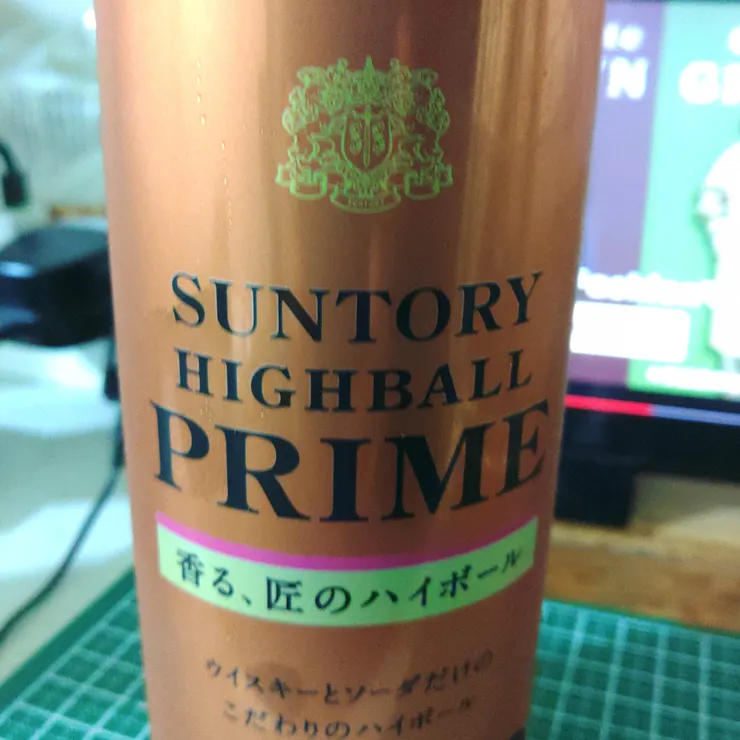 SUNTORY
HIGHBALL
PRIME
香る、匠のハイボール
ウイスキーとソーダだけの
こだわりのハイボール